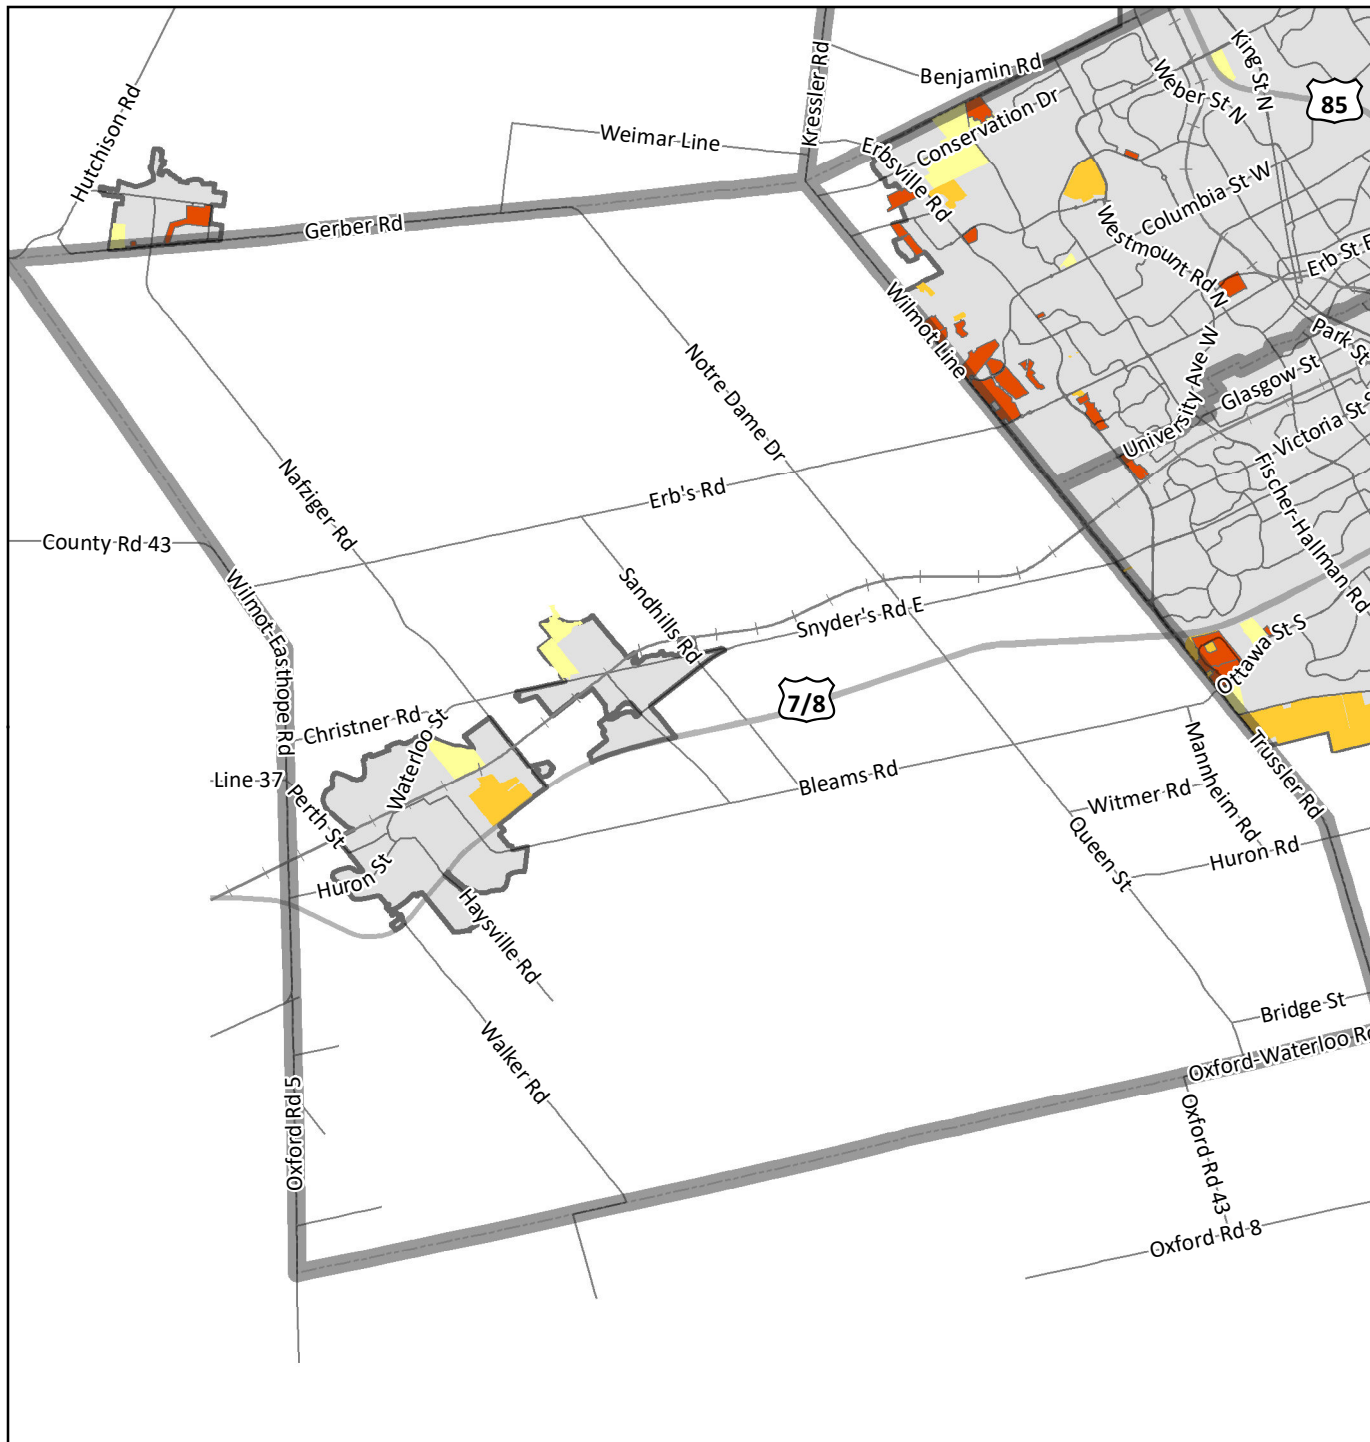 Hutchison Rd
Kressler Rd
Benjamin Rd
King St N
Weber St N
85
Conservation Dr
Weimar Line
Erbsville Rd
Columbia St W
Westmount Rd N
Gerber Rd
Erb St E
Wilmot Line
Park St
Notre Dame Dr
University Ave W
Glasgow St
Victoria St S
Fischer-Hallman Rd
Nafziger Rd
Erb's Rd
County Rd 43
Wilmot-Easthope Rd
Sandhills Rd
Snyder's Rd E
Ottawa St S
7/8
Christner Rd
Waterloo St
Line 37
Perth St
Bleams Rd
Witmer Rd
Mannheim Rd
Trussler Rd
Huron Rd
Queen St
Huron St
Haysville Rd
Bridge St
Walker Rd
Oxford-Waterloo Rd
Oxford Rd 5
Oxford Rd 43
Oxford Rd 8